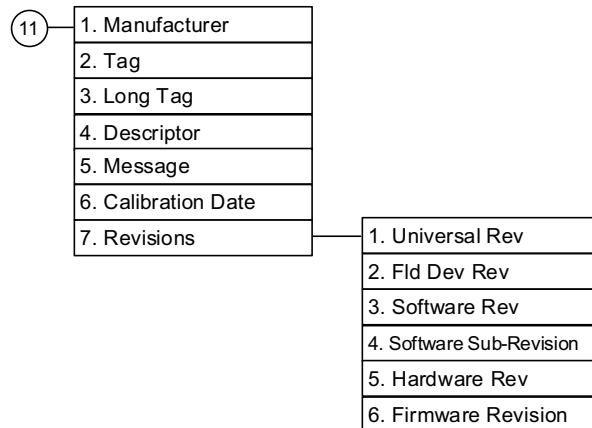 11
1. Manufacturer
2. Tag
3. Long Tag
4. Descriptor
5. Message
6. Calibration Date
7. Revisions
1. Universal Rev
2. Fld Dev Rev
3. Software Rev
4. Software Sub-Revision
5. Hardware Rev
6. Firmware Revision